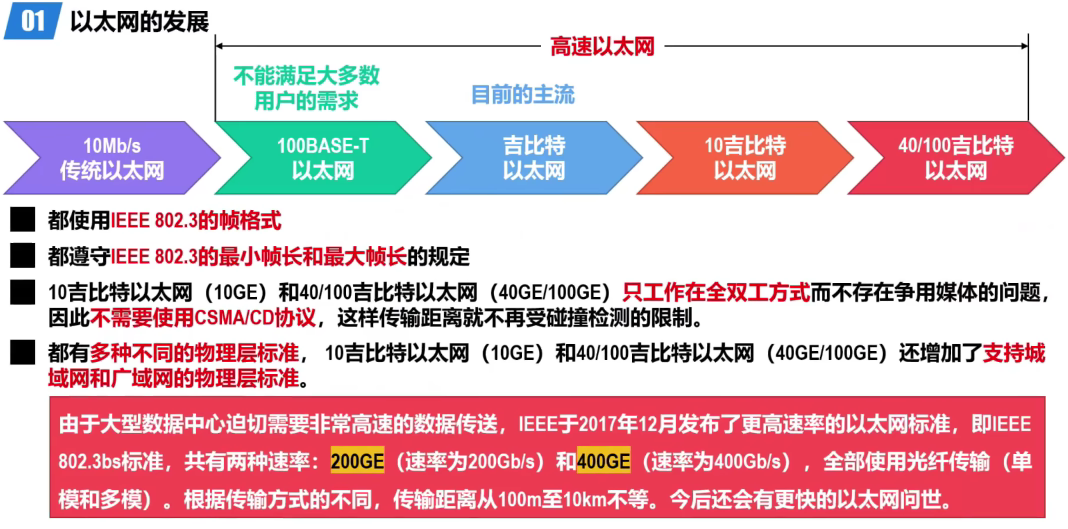 01 以太网的发展
高速以太网
不能满足大多数
用户的需求
目前的主流
10Mb/s
传统以太网
100BASE-T
以太网
吉比特
以太网
10吉比特
以太网
40/100吉比特
以太网
都使用IEEE 802.3的帧格式
都遵守IEEE 802.3的最小帧长和最大帧长的规定
10吉比特以太网（10GE）和40/100吉比特以太网（40GE/100GE）只工作在全双工方式而不存在争用媒体的问题，
因此不需要使用CSMA/CD协议，这样传输距离就不再受碰撞检测的限制。
都有多种不同的物理层标准， 10吉比特以太网（10GE）和40/100吉比特以太网（40GE/100GE）还增加了支持城
域网和广域网的物理层标准。
由于大型数据中心迫切需要非常高速的数据传送，IEEE于2017年12月发布了更高速率的以太网标准，即IEEE
802.3bs标准，共有两种速率：200GE（速率为200Gb/s）和400GE（速率为400Gb/s），全部使用光纤传输（单
模和多模）。根据传输方式的不同，传输距离从100m至10km不等。今后还会有更快的以太网问世。